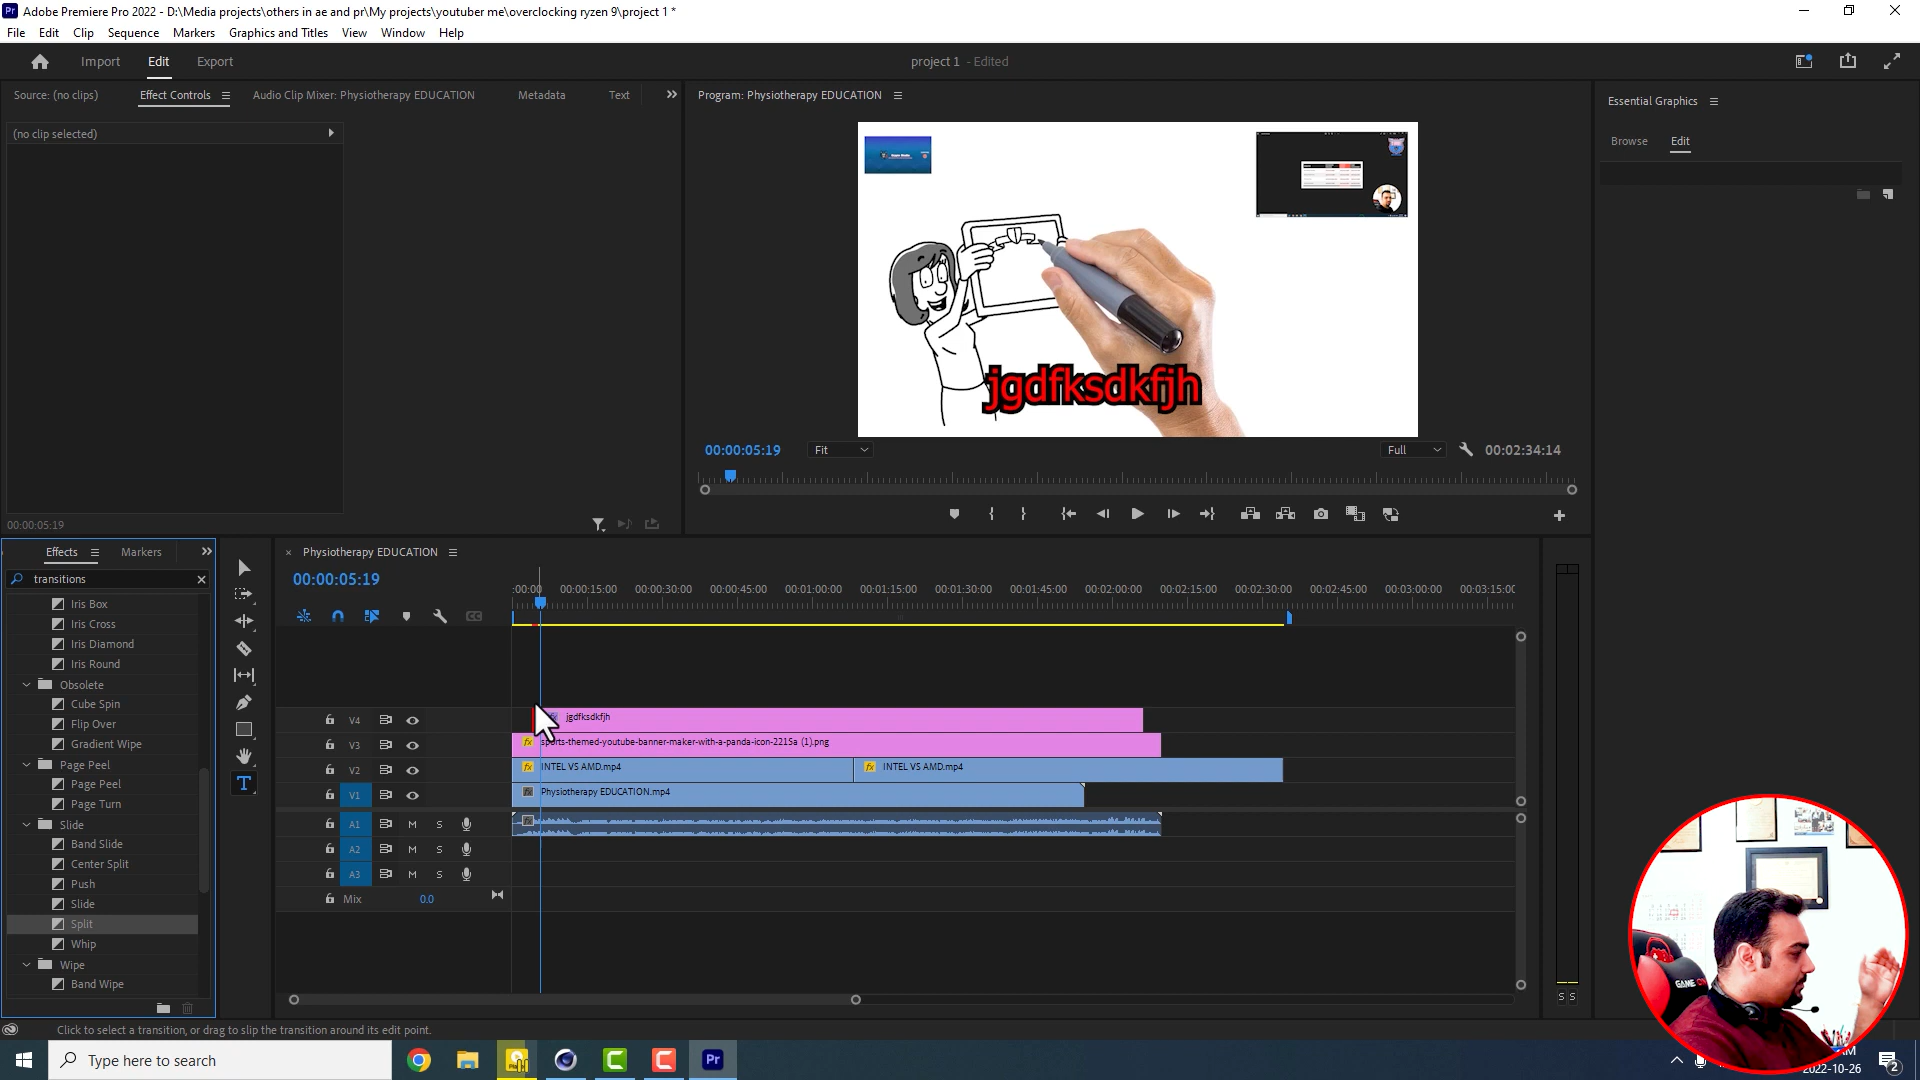 Adobe Premiere Pro 2022 - D:\Media projects\others in ae and pr\My projects\youtuber me\overclocking ryzen 9\project 1 *
File Edit Clip Sequence Markers Graphics and Titles View Window Help
Import Edit Export
project 1 - Edited
Source: (no clips) Effect Controls Audio Clip Mixer: Physiotherapy EDUCATION Metadata Text
Program: Physiotherapy EDUCATION
Essential Graphics
(no clip selected)
Browse Edit
jgdfksdkfjh
00:00:05:19 Fit Full 00:02:34:14
00:00:05:19
Effects Markers
Physiotherapy EDUCATION
transitions
00:00:05:19
:00:00 00:00:15:00 00:00:30:00 00:00:45:00 00:01:00:00 00:01:15:00 00:01:30:00 00:01:45:00 00:02:00:00 00:02:15:00 00:02:30:00 00:02:45:00 00:03:00:00 00:03:15:00
Iris Box
Iris Cross
Iris Diamond
Iris Round
Obsolete
Cube Spin
Flip Over
Gradient Wipe
Page Peel
Page Peel
Page Turn
Slide
Band Slide
Center Split
Push
Slide
Split
Whip
Wipe
Band Wipe
V4 jgdfksdkfjh
V3 fx sports-themed-youtube-banner-maker-with-a-panda-icon-2215a (1).png
V2 fx INTEL VS AMD.mp4 fx INTEL VS AMD.mp4
V1 fx Physiotherapy EDUCATION.mp4
A1 M S
A2 M S
A3 M S
Mix 0.0
S S
Click to select a transition, or drag to slip the transition around its edit point.
Type here to search
2022-10-26
2